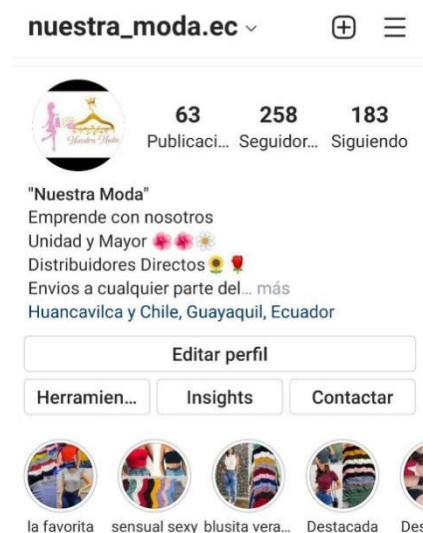 nuestra_moda.ec
63 258 183
Publicaci... Seguidor... Siguiendo
Nuestra Moda
"Nuestra Moda"
Emprende con nosotros
Unidad y Mayor 🌺🌺🌼
Distribuidores Directos🌻🌹
Envios a cualquier parte del... más
Huancavilca y Chile, Guayaquil, Ecuador
Editar perfil
Herramien... Insights Contactar
la favorita sensual sexy blusita vera... Destacada Des